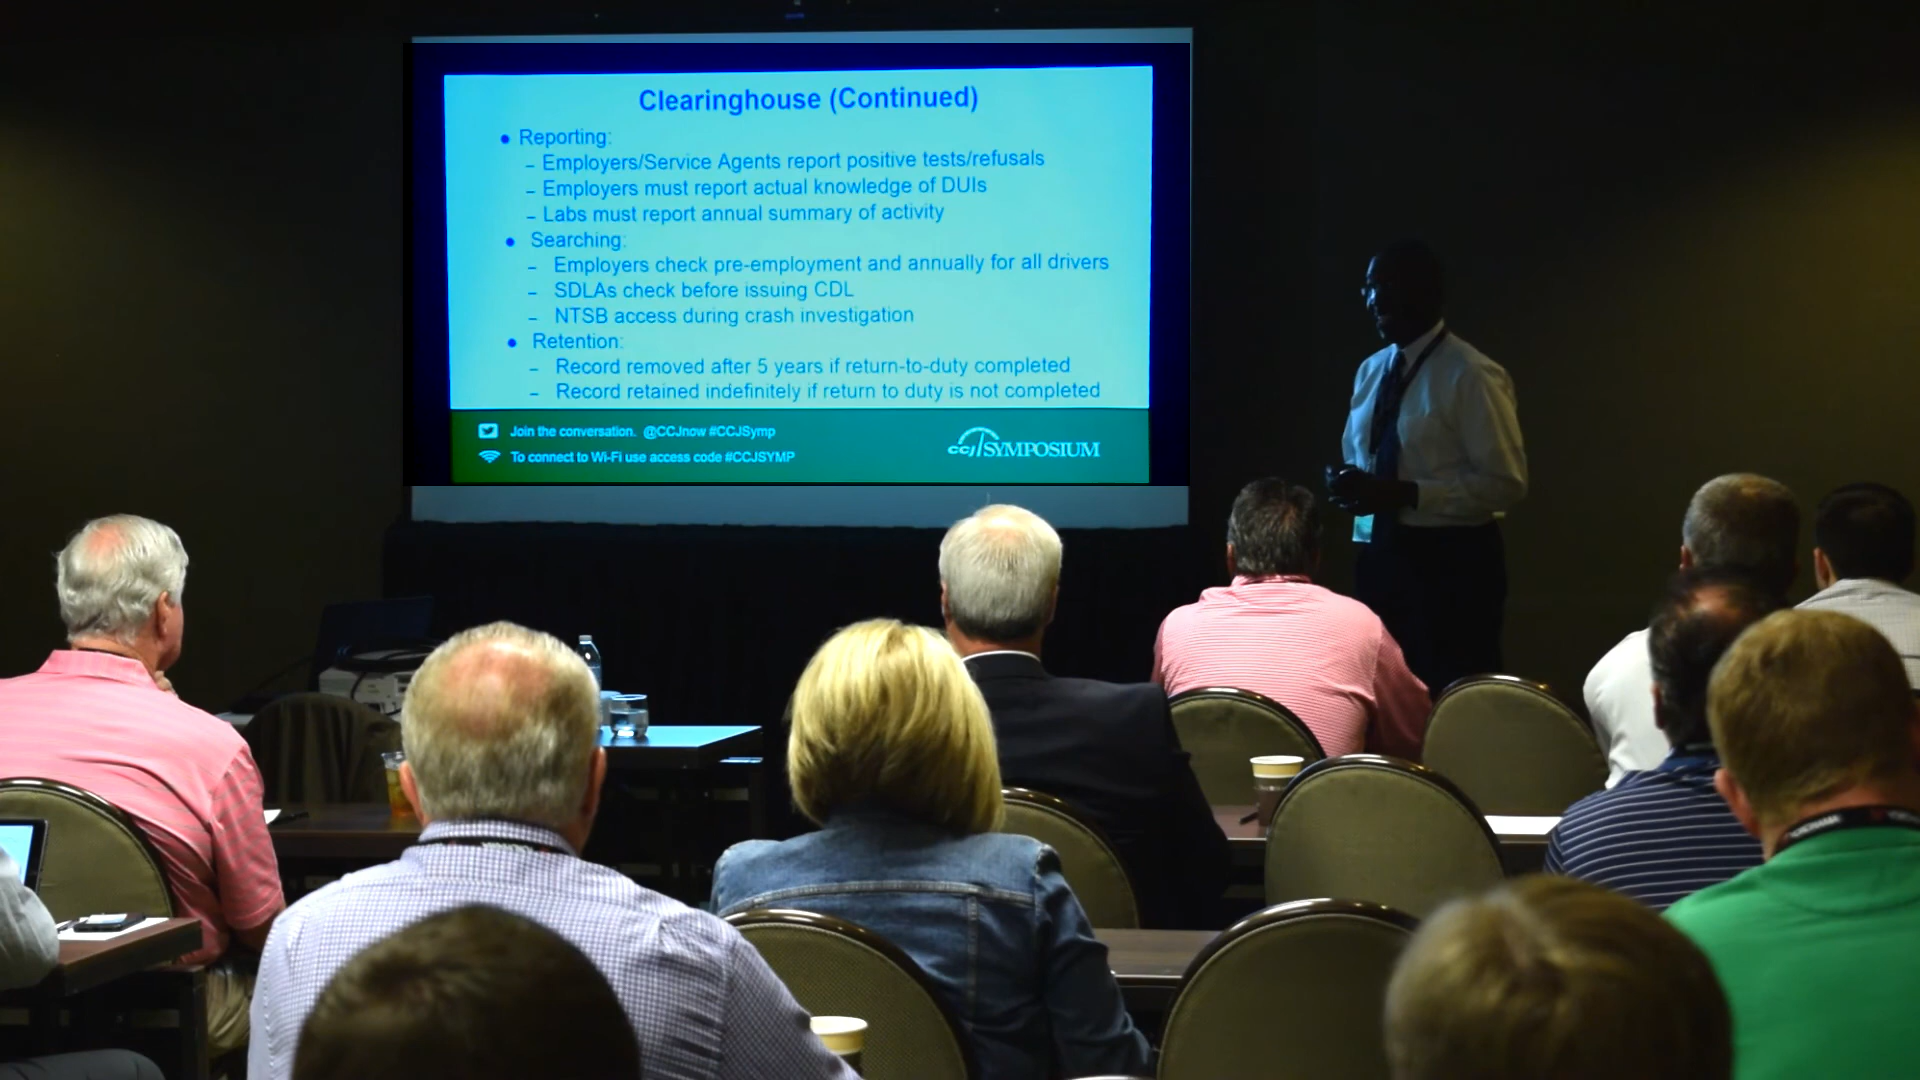 Clearinghouse (Continued)
● Reporting:
– Employers/Service Agents report positive tests/refusals
– Employers must report actual knowledge of DUIs
– Labs must report annual summary of activity
● Searching:
– Employers check pre-employment and annually for all drivers
– SDLAs check before issuing CDL
– NTSB access during crash investigation
● Retention:
– Record removed after 5 years if return-to-duty completed
– Record retained indefinitely if return to duty is not completed
Join the conversation. @CCJnow #CCJSymp
To connect to Wi-Fi use access code #CCJSYMP
CCJ SYMPOSIUM